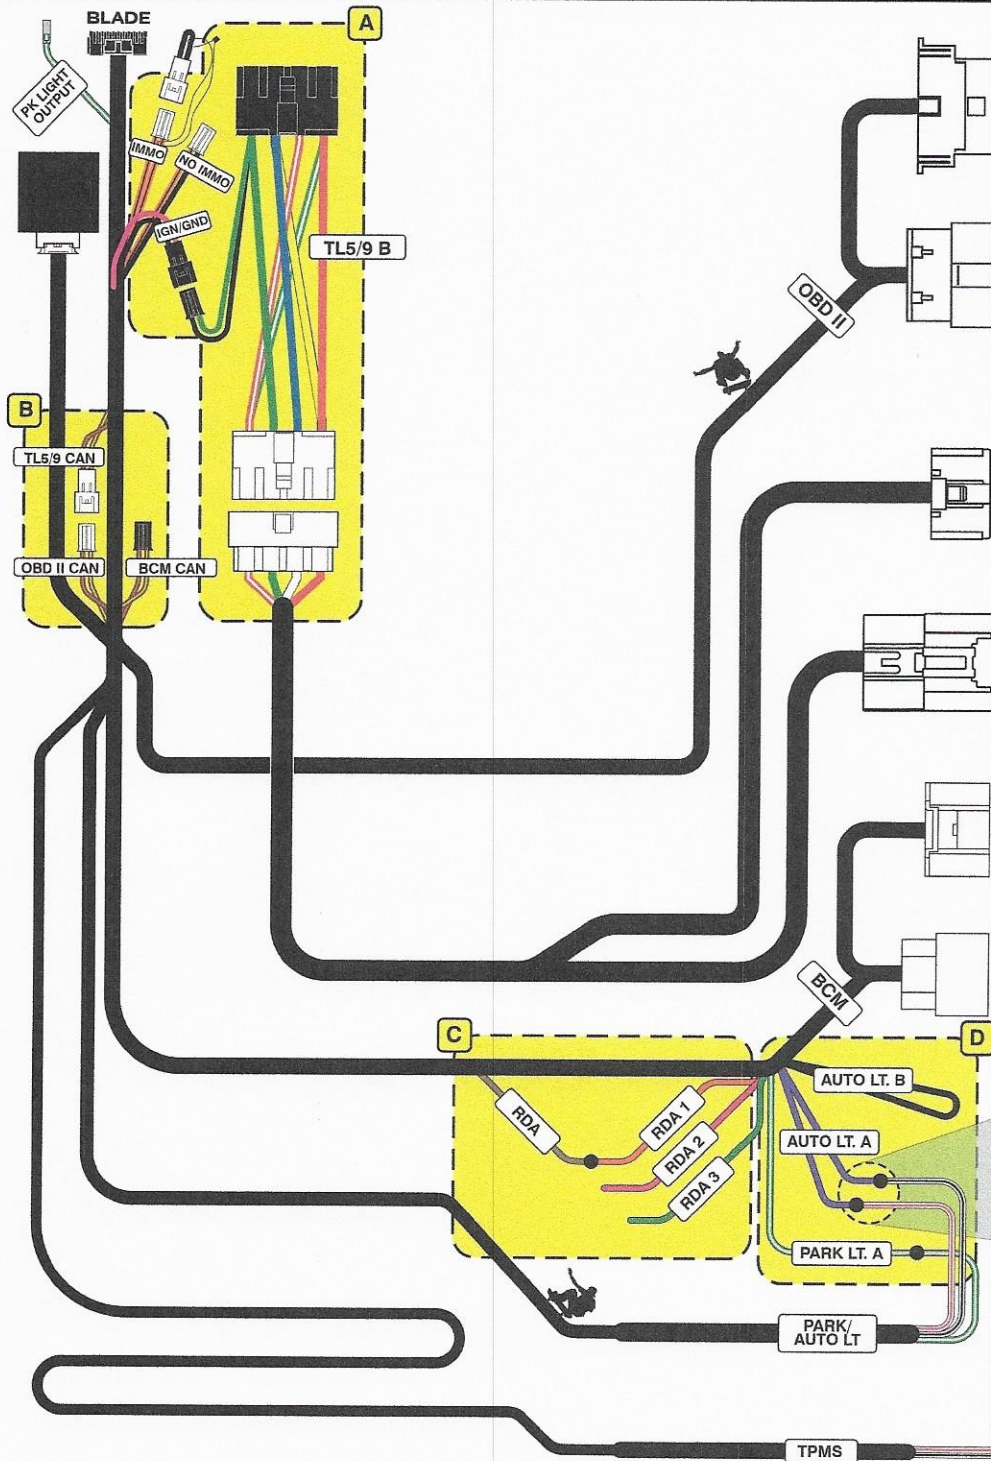 BLADE
A
PK LIGHT
OUTPUT
IMMO
NO IMMO
IGN/GND
TL5/9 B
OBD II
B
TL5/9 CAN
OBD II CAN
BCM CAN
BCM
C
D
RDA
RDA 1
RDA 2
RDA 3
AUTO LT. B
AUTO LT. A
PARK LT. A
PARK/
AUTO LT
TPMS